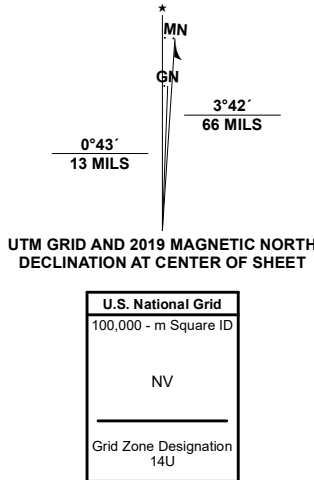 ★
MN
GN
3°42´
66 MILS
0°43´
13 MILS
UTM GRID AND 2019 MAGNETIC NORTH
DECLINATION AT CENTER OF SHEET
U.S. National Grid
100,000 - m Square ID
NV
Grid Zone Designation
14U